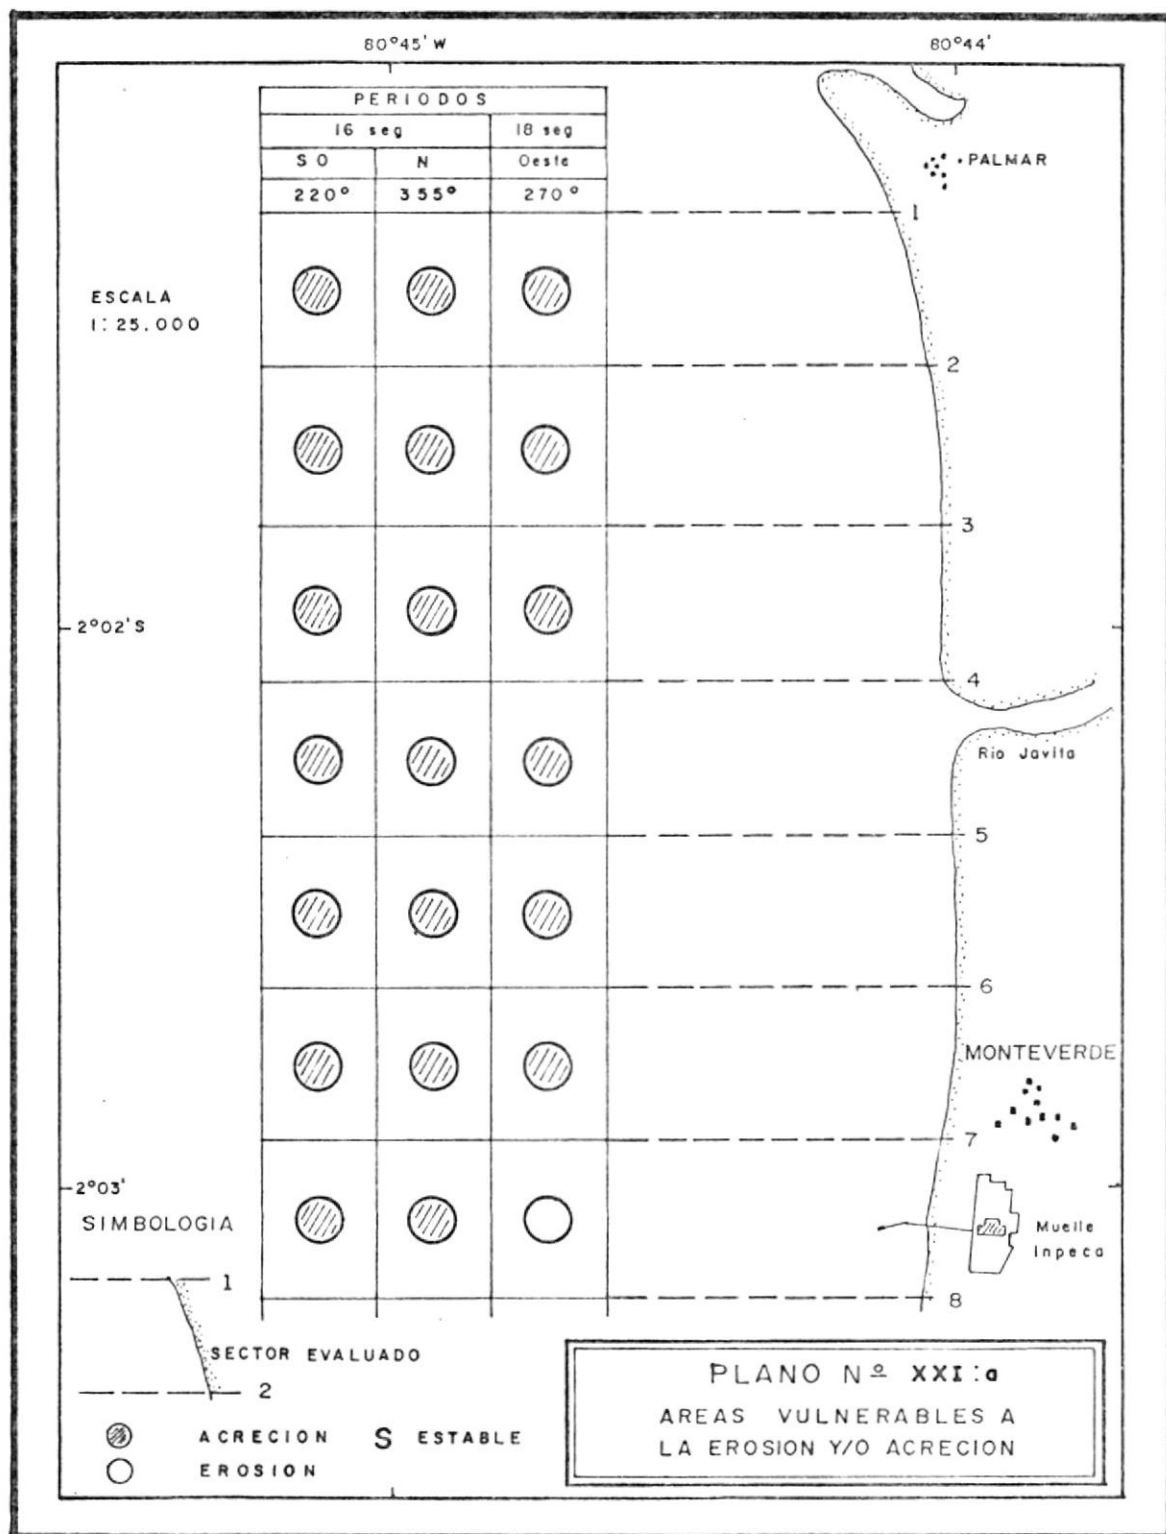 80°45' W 80°44'
PERIODOS
16 seg 18 seg
SO N Oeste
220° 355° 270°
PALMAR
1
ESCALA
1:25.000
2
3
2°02'S
4
Rio Javita
5
6
MONTEVERDE
7
2°03'
SIMBOLOGIA
Muelle
Inpeca
1
8
SECTOR EVALUADO
2
ACRECION S ESTABLE
EROSION
PLANO Nº XXI:a
AREAS VULNERABLES A
LA EROSION Y/O ACRECION